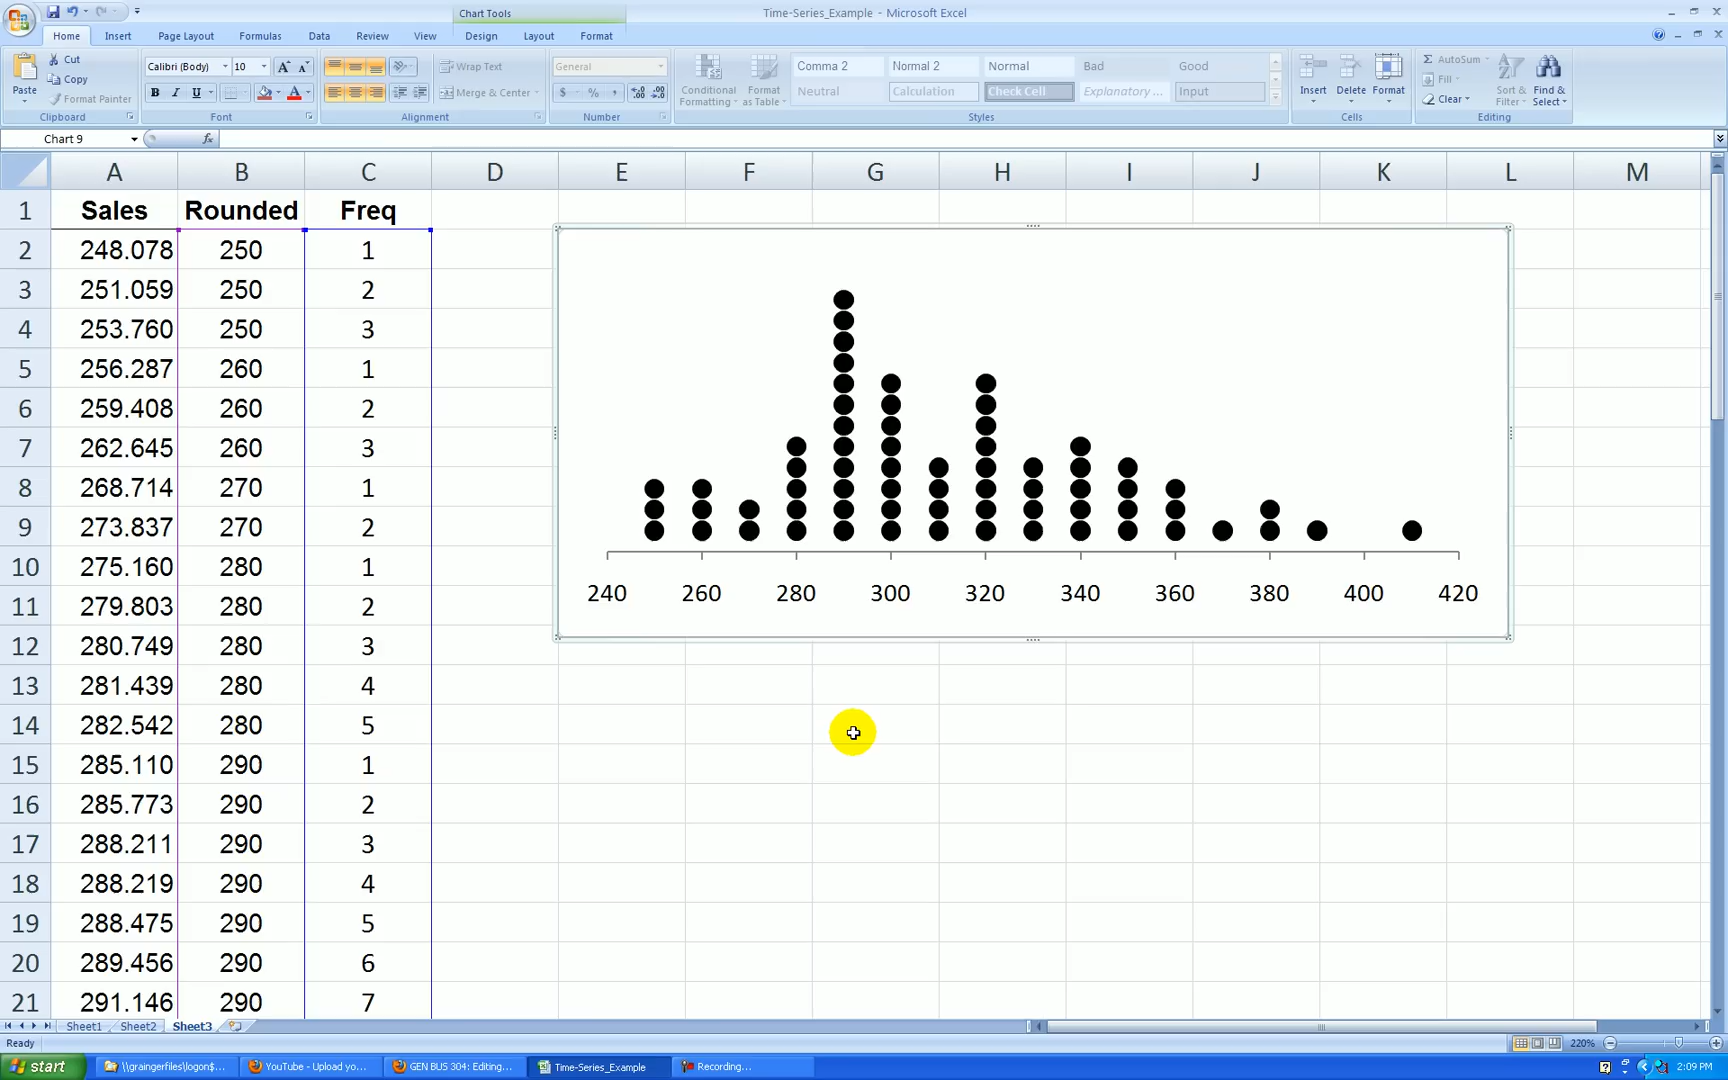 Chart Tools
Time-Series_Example - Microsoft Excel
Home Insert Page Layout Formulas Data Review View Design Layout Format
Paste
Cut
Copy
Format Painter
Clipboard
Calibri (Body) 10
B I U
Font
Wrap Text
Merge & Center
Alignment
General
$ % ,
Number
Conditional Formatting
Format as Table
Comma 2 Normal 2 Normal Bad Good
Neutral Calculation Check Cell Explanatory ... Input
Styles
Insert Delete Format
Cells
AutoSum
Fill
Clear
Sort & Filter
Find & Select
Editing
Chart 9
fx
A B C D E F G H I J K L M
1 Sales Rounded Freq
2 248.078 250 1
3 251.059 250 2
4 253.760 250 3
5 256.287 260 1
6 259.408 260 2
7 262.645 260 3
8 268.714 270 1
9 273.837 270 2
10 275.160 280 1
11 279.803 280 2
12 280.749 280 3
13 281.439 280 4
14 282.542 280 5
15 285.110 290 1
16 285.773 290 2
17 288.211 290 3
18 288.219 290 4
19 288.475 290 5
20 289.456 290 6
21 291.146 290 7
240 260 280 300 320 340 360 380 400 420
Sheet1 Sheet2 Sheet3
Ready
220%
start
\\graingerfiles\logon$...
YouTube - Upload yo...
GEN BUS 304: Editing...
Time-Series_Example
Recording...
2:09 PM